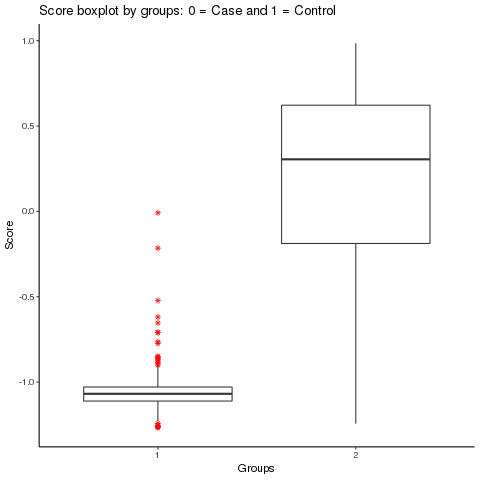 Score boxplot by groups: 0 = Case and 1 = Control
1.0
0.5
0.0
-0.5
-1.0
Score
1
2
Groups